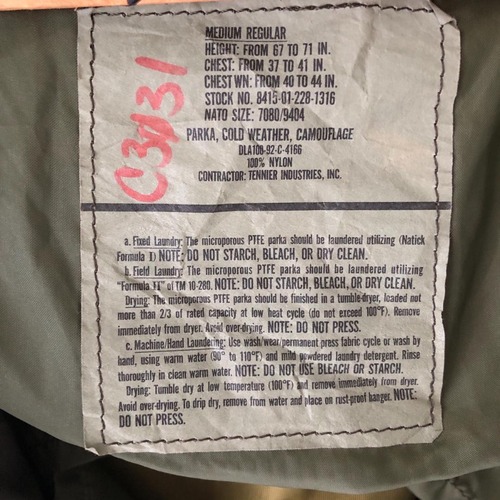 C3031
MEDIUM REGULAR
HEIGHT: FROM 67 TO 71 IN.
CHEST: FROM 37 TO 41 IN.
CHEST WN: FROM 40 TO 44 IN.
STOCK NO. 8415-01-228-1316
NATO SIZE: 7080/9404
PARKA, COLD WEATHER, CAMOUFLAGE
DLA100-92-C-4166
100% NYLON
CONTRACTOR: TENNIER INDUSTRIES, INC.
a. Fixed Laundry: The microporous PTFE parka should be laundered utilizing (Natick
Formula I) NOTE: DO NOT STARCH, BLEACH, OR DRY CLEAN.
b. Field Laundry: The microporous PTFE parka should be laundered utilizing
"Formula II" of TM 10-280. NOTE: DO NOT STARCH, BLEACH, OR DRY CLEAN.
Drying: The microporous PTFE parka should be finished in a tumble-dryer, loaded not
more than 2/3 of rated capacity at low heat cycle (do not exceed 100°F). Remove
immediately from dryer. Avoid over-drying. NOTE: DO NOT PRESS.
c. Machine/Hand Laundering: Use wash/wear/permanent press fabric cycle or wash by
hand, using warm water (90° to 110°F) and mild powdered laundry detergent. Rinse
thoroughly in clean warm water. NOTE: DO NOT USE BLEACH OR STARCH.
Drying: Tumble dry at low temperature (100°F) and remove immediately from dryer.
Avoid over-drying. To drip dry, remove from water and place on rust-proof hanger. NOTE:
DO NOT PRESS.